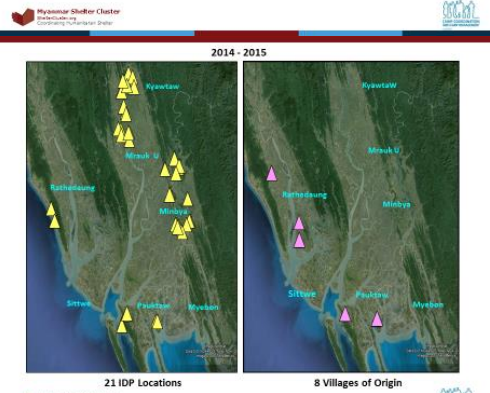 Myanmar Shelter Cluster
ShelterCluster.org
Coordinating Humanitarian Shelter
2014 - 2015
Kyawtaw
Mrauk U
Rathedaung
Minbya
Sittwe
Pauktaw
Myebon
KyawtaW
Mrauk U
Rathedaung
Minbya
Sittwe
Pauktaw
Myebon
21 IDP Locations
8 Villages of Origin